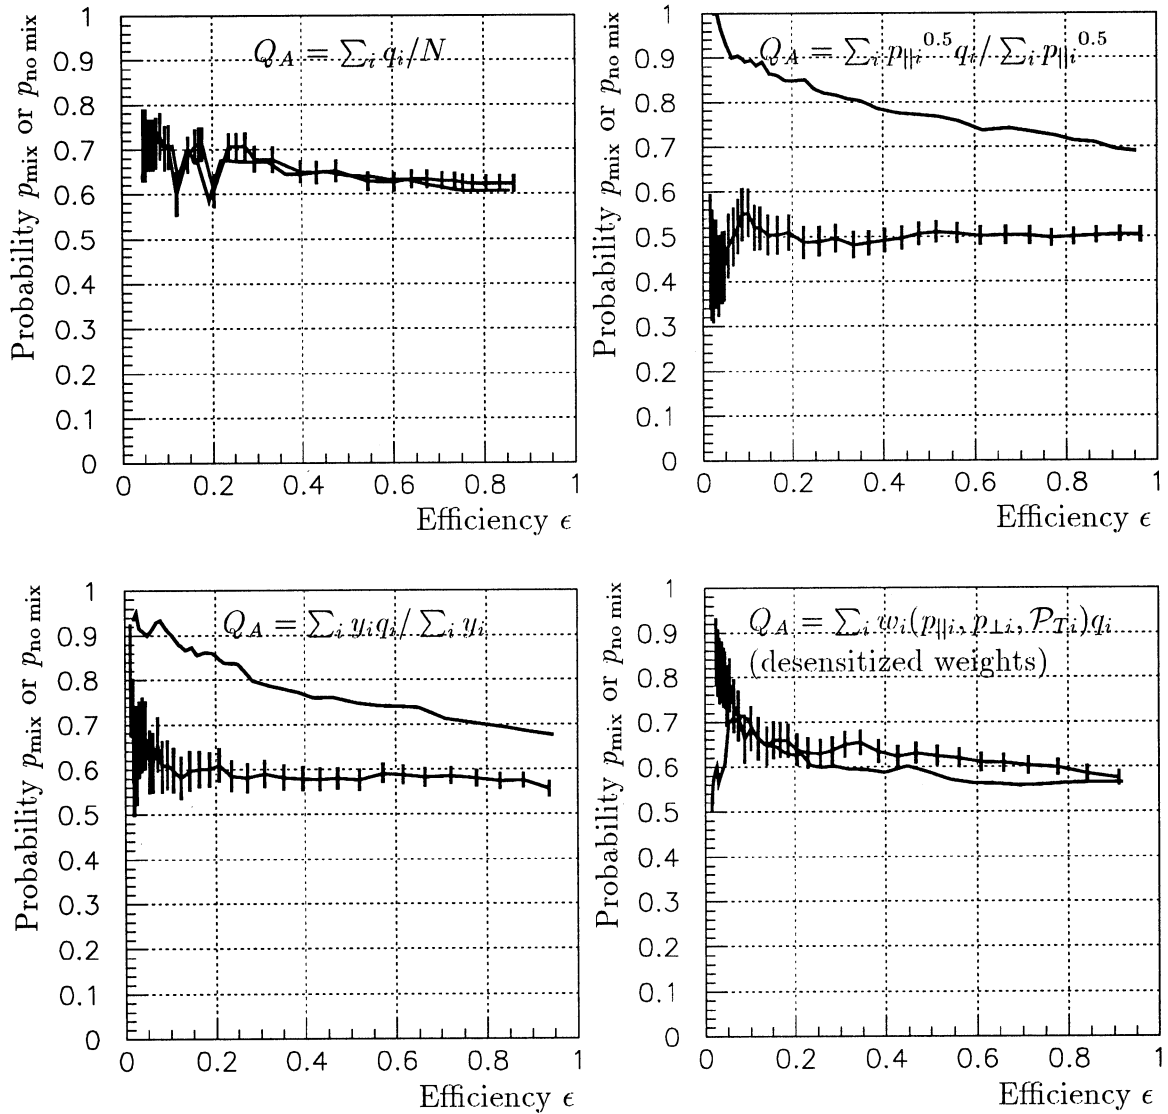 Probability p_mix or p_no mix
1
0.9
0.8
0.7
0.6
0.5
0.4
0.3
0.2
0.1
0
Q_A = ∑_i q_i/N
0 0.2 0.4 0.6 0.8 1
Efficiency ϵ
Probability p_mix or p_no mix
1
0.9
0.8
0.7
0.6
0.5
0.4
0.3
0.2
0.1
0
Q_A = ∑_i p_∥i^0.5 q_i/ ∑_i p_∥i^0.5
0 0.2 0.4 0.6 0.8 1
Efficiency ϵ
Probability p_mix or p_no mix
1
0.9
0.8
0.7
0.6
0.5
0.4
0.3
0.2
0.1
0
Q_A = ∑_i y_i q_i/ ∑_i y_i
0 0.2 0.4 0.6 0.8 1
Efficiency ϵ
Probability p_mix or p_no mix
1
0.9
0.8
0.7
0.6
0.5
0.4
0.3
0.2
0.1
0
Q_A = ∑_i w_i(p_∥i, p_⊥i, 𝒫_Ti)q_i
(desensitized weights)
0 0.2 0.4 0.6 0.8 1
Efficiency ϵ